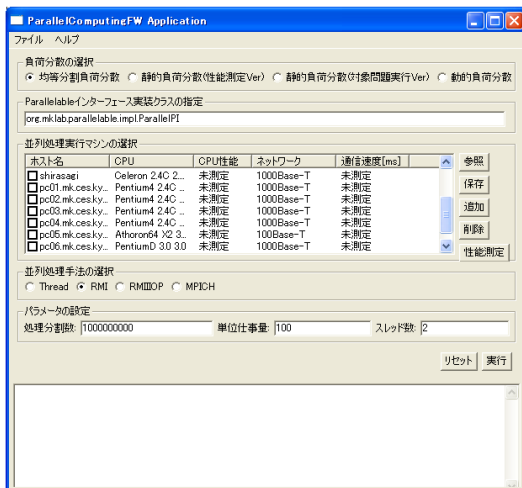 ParallelComputingFW Application
ファイル ヘルプ
負荷分散の選択
均等分割負荷分散 静的負荷分散(性能測定Ver) 静的負荷分散(対象問題実行Ver) 動的負荷分散
Parallelableインターフェース実装クラスの指定
org.mklab.parallelable.impl.ParallelPI
並列処理実行マシンの選択
ホスト名 CPU CPU性能 ネットワーク 通信速度[ms]
shirasagi Celeron 2.4G 2... 未測定 1000Base-T 未測定
pc01.mk.ces.ky... Pentium4 2.4G ... 未測定 1000Base-T 未測定
pc02.mk.ces.ky... Pentium4 2.4G ... 未測定 1000Base-T 未測定
pc03.mk.ces.ky... Pentium4 2.4G ... 未測定 1000Base-T 未測定
pc04.mk.ces.ky... Pentium4 2.4G ... 未測定 1000Base-T 未測定
pc05.mk.ces.ky... Athoron64 X2 3... 未測定 1000Base-T 未測定
pc06.mk.ces.ky... PentiumD 3.0 3.0 未測定 1000Base-T 未測定
参照
保存
追加
削除
性能測定
並列処理手法の選択
Thread RMI RMIIIOP MPICH
パラメータの設定
処理分割数: 1000000000 単位仕事量: 100 スレッド数: 2
リセット 実行